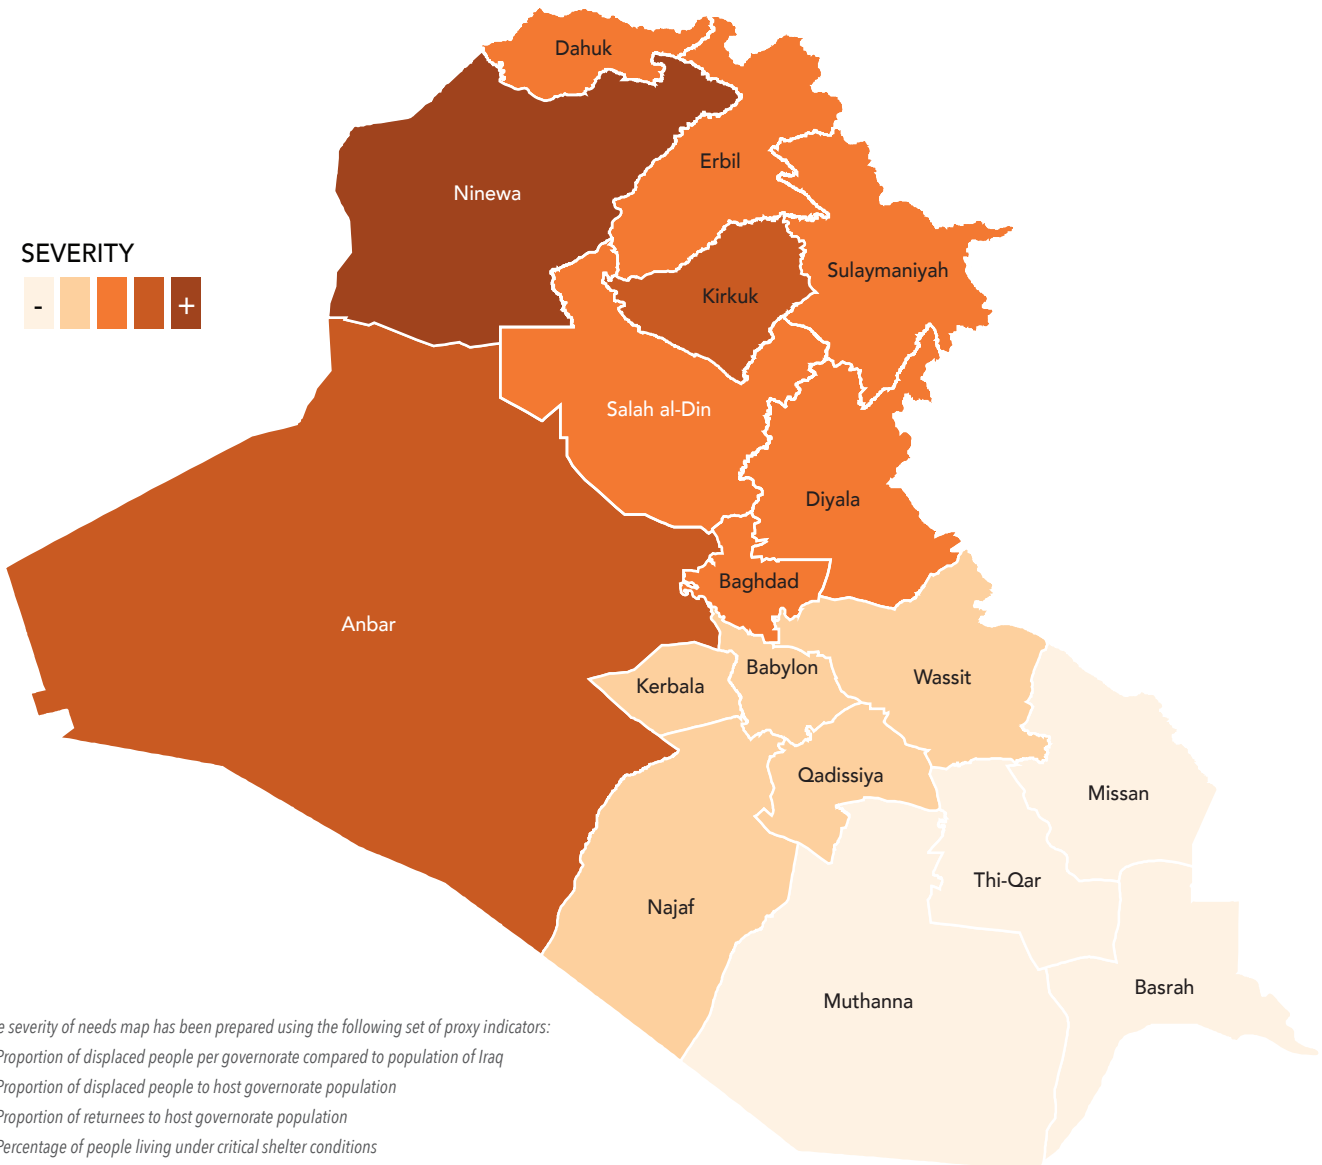 Dahuk
Erbil
Ninewa
SEVERITY
Sulaymaniyah
Kirkuk
-
+
Salah al-Din
Diyala
Baghdad
Anbar
Babylon
Wassit
Kerbala
Qadissiya
Missan
Thi-Qar
Najaf
Basrah
Muthanna
e severity of needs map has been prepared using the following set of proxy indicators:
Proportion of displaced people per governorate compared to population of Iraq
Proportion of displaced people to host governorate population
Proportion of returnees to host governorate population
Percentage of people living under critical shelter conditions